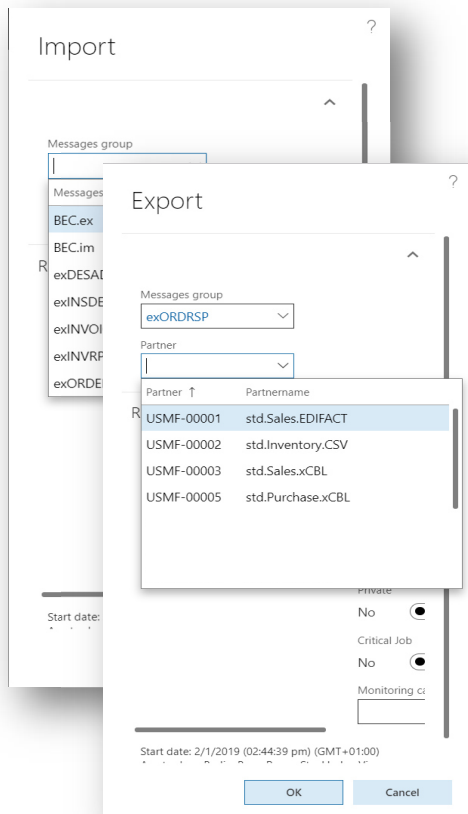 ?
Import
Messages group
Messages
BEC.ex
BEC.im
R
exDESAD
exINSDE
exINVOI
exINVRP
exORDE
Start date:
?
Export
Messages group
exORDRSP
Partner
Partner ↑ Partnername
R
USMF-00001 std.Sales.EDIFACT
USMF-00002 std.Inventory.CSV
USMF-00003 std.Sales.xCBL
USMF-00005 std.Purchase.xCBL
Private
No
Critical Job
No
Monitoring ca
Start date: 2/1/2019 (02:44:39 pm) (GMT+01:00)
OK Cancel